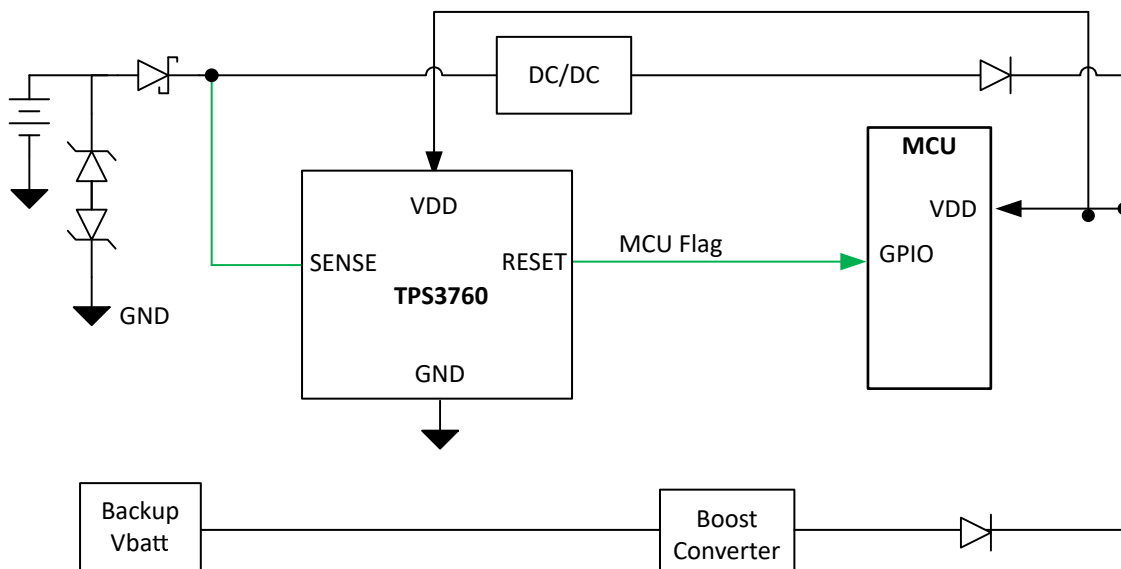 DC/DC
MCU
VDD
VDD
MCU Flag
SENSE
RESET
GPIO
TPS3760
GND
GND
Backup
Vbatt
Boost
Converter